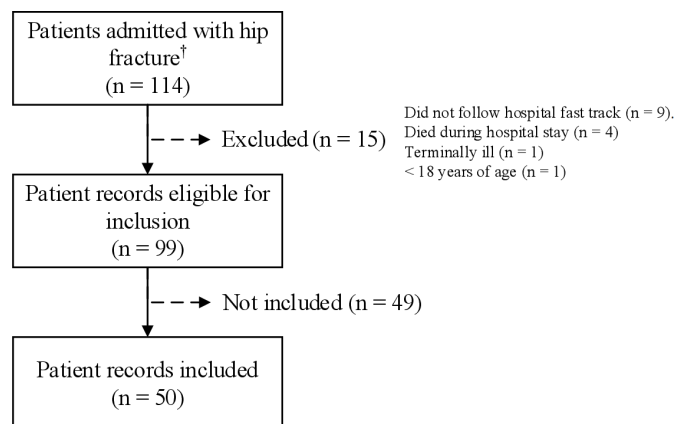 Patients admitted with hip
fracture†
(n = 114)
Excluded (n = 15)
Did not follow hospital fast track (n = 9).
Died during hospital stay (n = 4)
Terminally ill (n = 1)
< 18 years of age (n = 1)
Patient records eligible for
inclusion
(n = 99)
Not included (n = 49)
Patient records included
(n = 50)